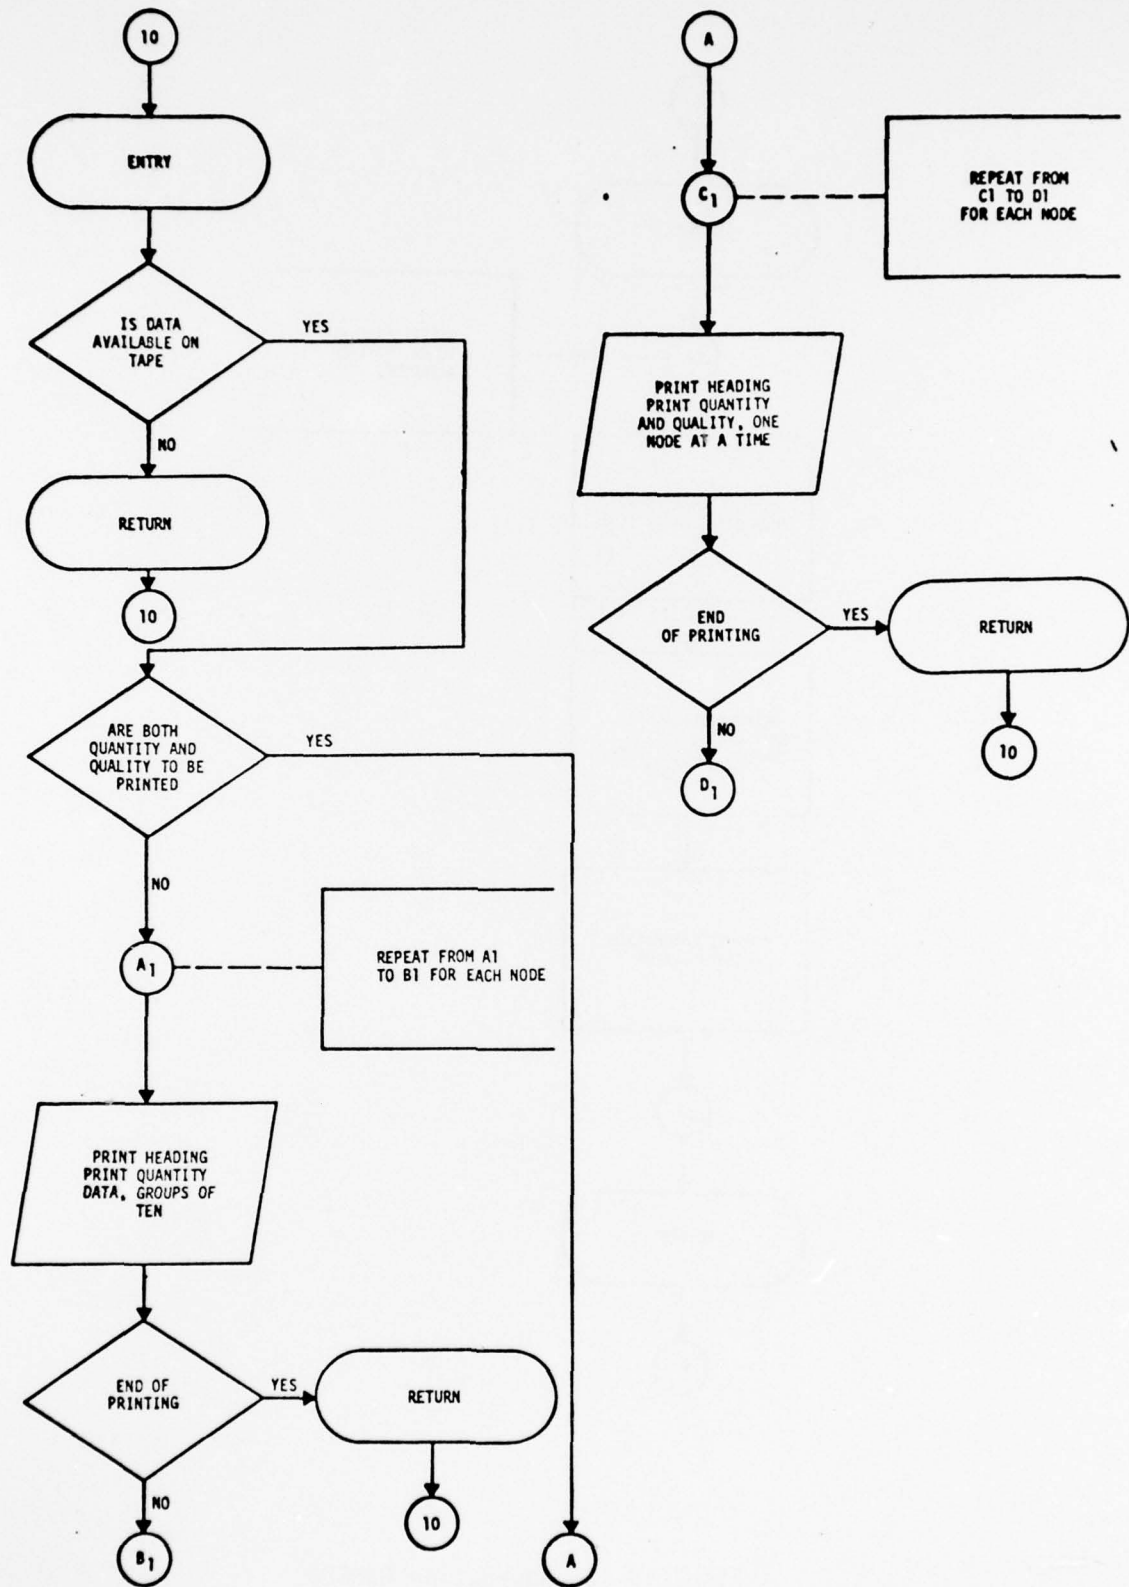 10
ENTRY
IS DATA
AVAILABLE ON
TAPE
YES
NO
RETURN
10
ARE BOTH
QUANTITY AND
QUALITY TO BE
PRINTED
YES
NO
A1
REPEAT FROM A1
TO B1 FOR EACH NODE
PRINT HEADING
PRINT QUANTITY
DATA, GROUPS OF
TEN
END OF
PRINTING
YES
RETURN
10
NO
B1
A
A
C1
REPEAT FROM
C1 TO D1
FOR EACH NODE
PRINT HEADING
PRINT QUANTITY
AND QUALITY, ONE
NODE AT A TIME
END
OF PRINTING
YES
RETURN
10
NO
D1